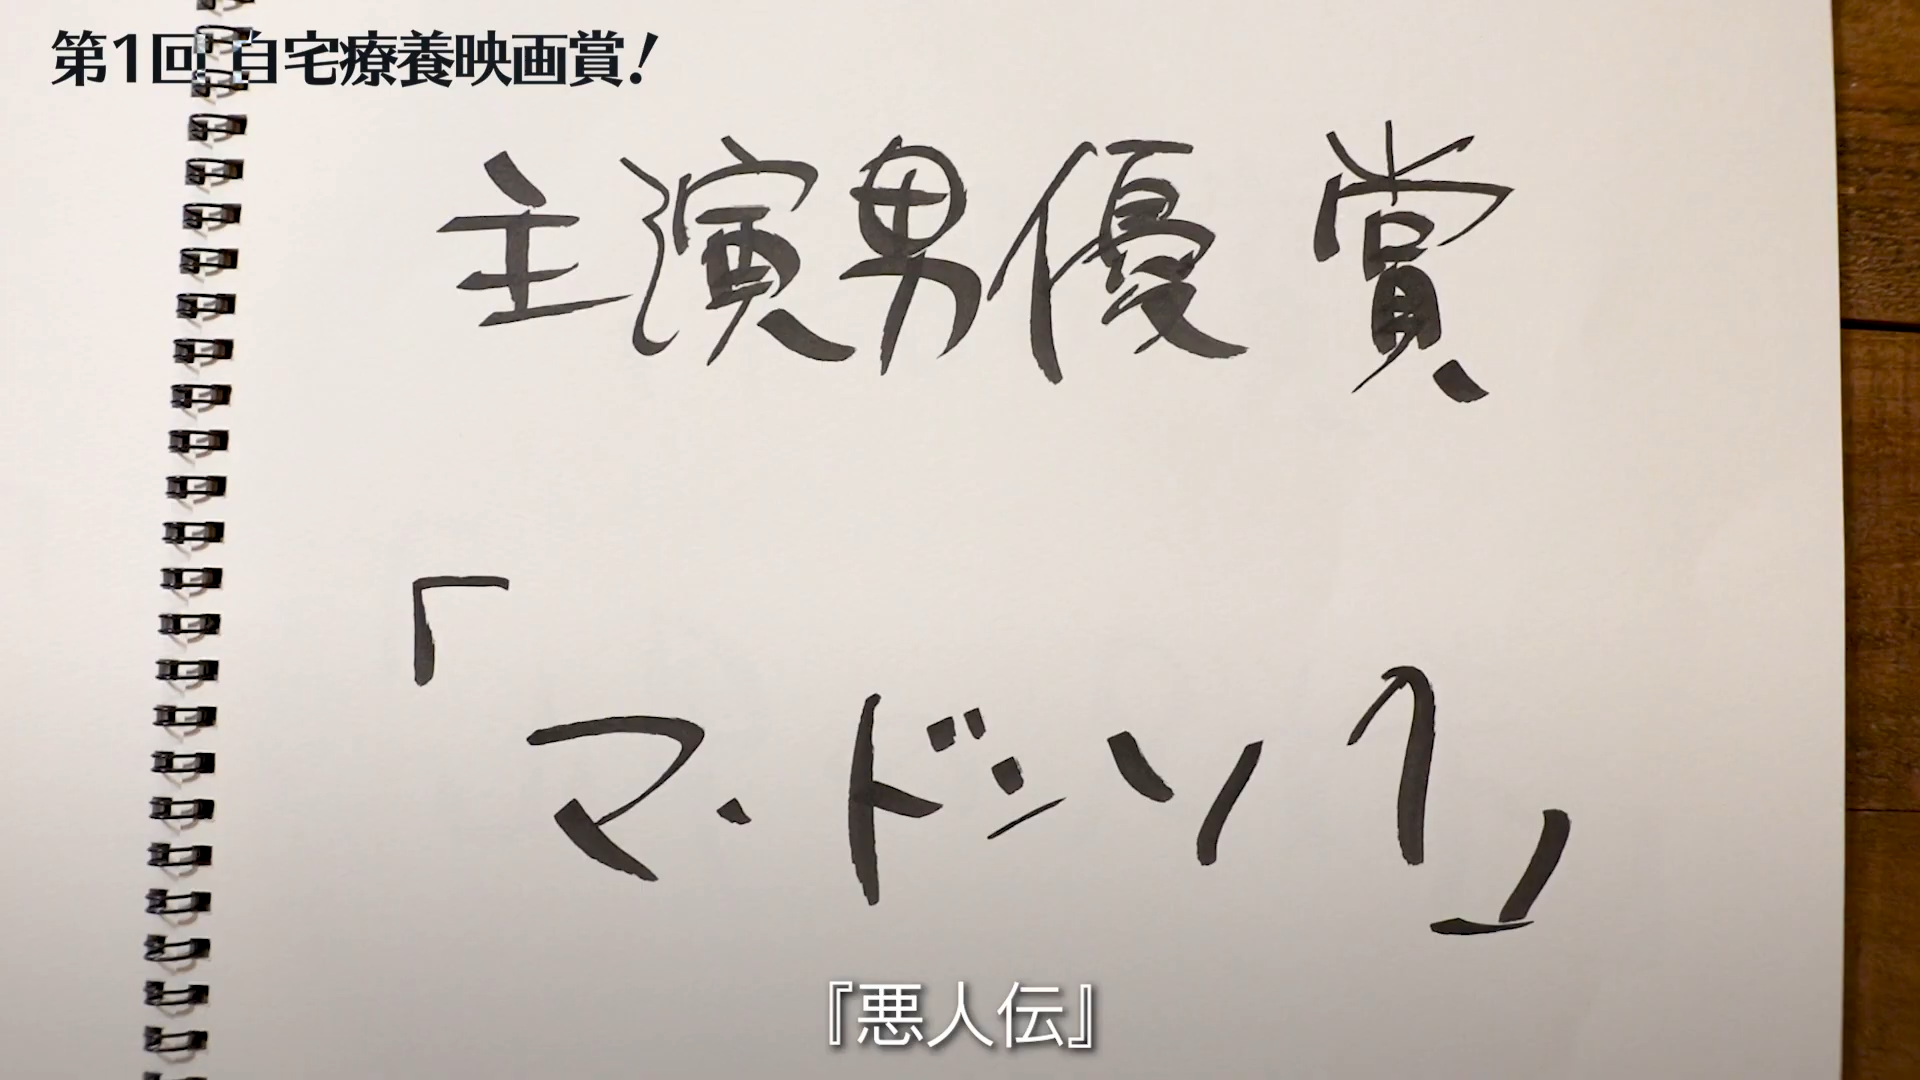 第1回 自宅療養映画賞！
主演男優賞
「マ・ドンソク」
『悪人伝』